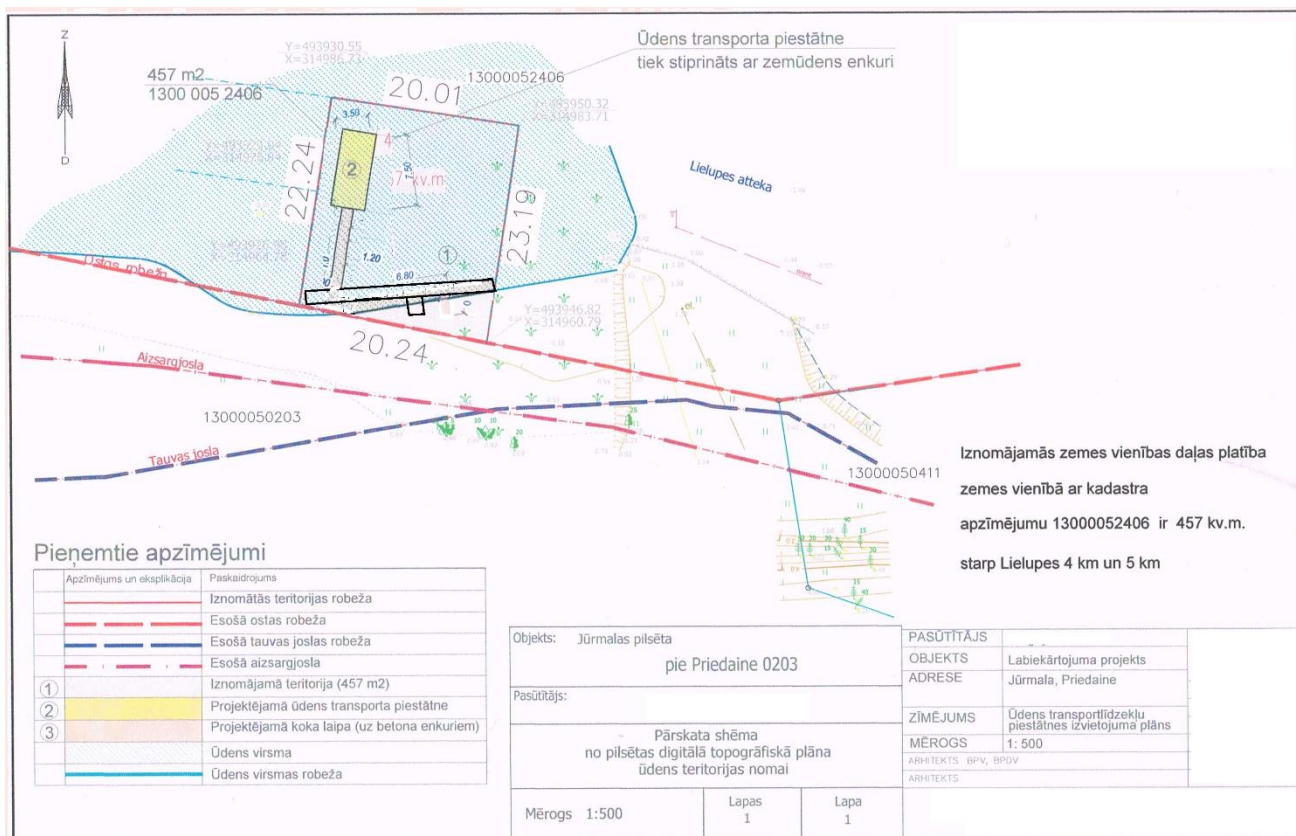 Z
D
Y=493930.55
X=314986.71
457 m2
1300 005 2406
Ūdens transporta piestātne
tiek stiprināts ar zemūdens enkuri
20.01
13000052406
Y=493950.32
X=314983.71
3.50
4
2
7.50
kv.m
22.24
23.19
1.20
1
6.80
Lielupes atteka
Ostas robeža
Y=493946.82
X=314960.79
20.24
Aizsargjosla
13000050203
Tauvas josla
13000050411
Iznomājamās zemes vienības daļas platība
zemes vienībā ar kadastra
apzīmējumu 13000052406 ir 457 kv.m.
starp Lielupes 4 km un 5 km
Pieņemtie apzīmējumi
Apzīmējums un eksplikācija Paskaidrojums
Iznomātās teritorijas robeža
Esošā ostas robeža
Esošā tauvas joslas robeža
Esošā aizsargjosla
1 Iznomājamā teritorija (457 m2)
2 Projektējamā ūdens transporta piestātne
3 Projektējamā koka laipa (uz betona enkuriem)
Ūdens virsma
Ūdens virsmas robeža
Objekts: Jūrmalas pilsēta
pie Priedaine 0203
Pasūtītājs:
Pārskata shēma
no pilsētas digitālā topogrāfiskā plāna
ūdens teritorijas nomai
Mērogs 1:500
Lapas
1
Lapa
1
PASŪTĪTĀJS
OBJEKTS Labiekārtojuma projekts
ADRESE Jūrmala, Priedaine
ZĪMĒJUMS Ūdens transportlīdzekļu
piestātnes izvietojuma plāns
MĒROGS 1: 500
ARHITEKTS BPV, BPDV
ARHITEKTS